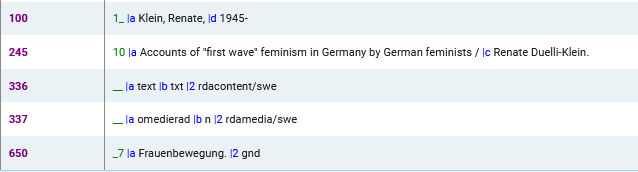 100 1_ |a Klein, Renate, |d 1945-
245 10 |a Accounts of "first wave" feminism in Germany by German feminists / |c Renate Duelli-Klein.
336 __ |a text |b txt |2 rdacontent/swe
337 __ |a omedierad |b n |2 rdamedia/swe
650 _7 |a Frauenbewegung. |2 gnd